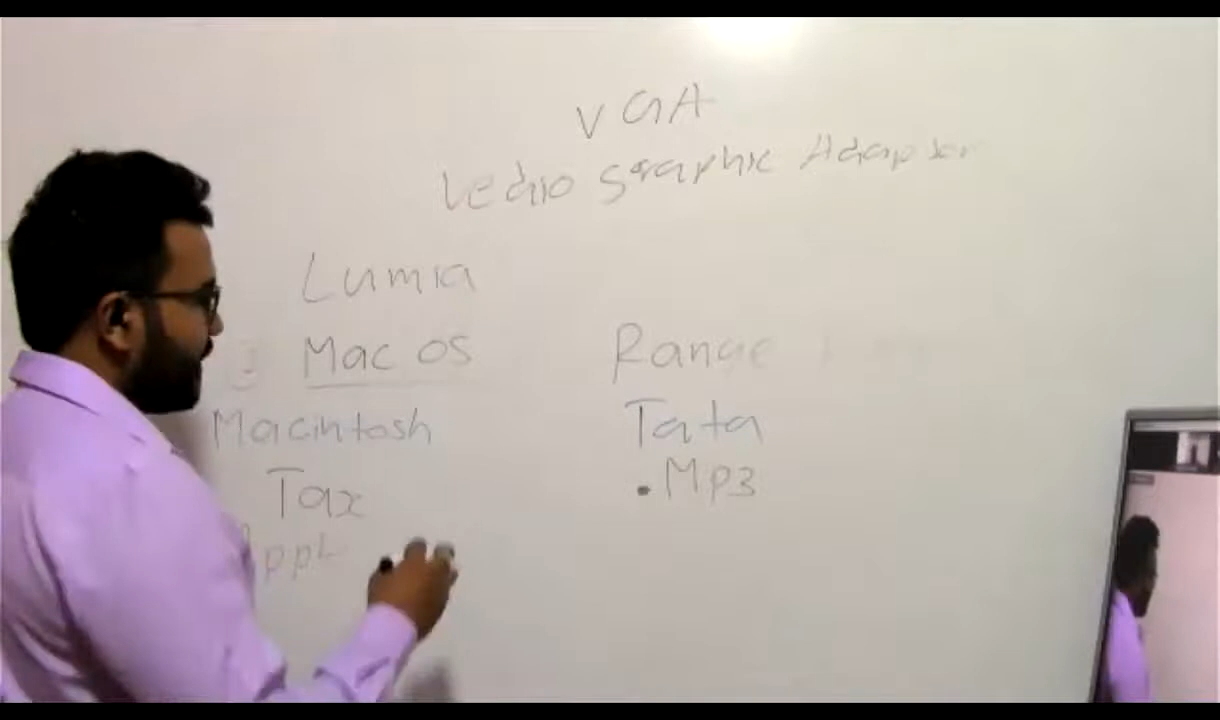 VGA
Vedio Graphic Adapter
Lumia
Mac OS
Macintosh
Tax
Range
Tata
.Mp3